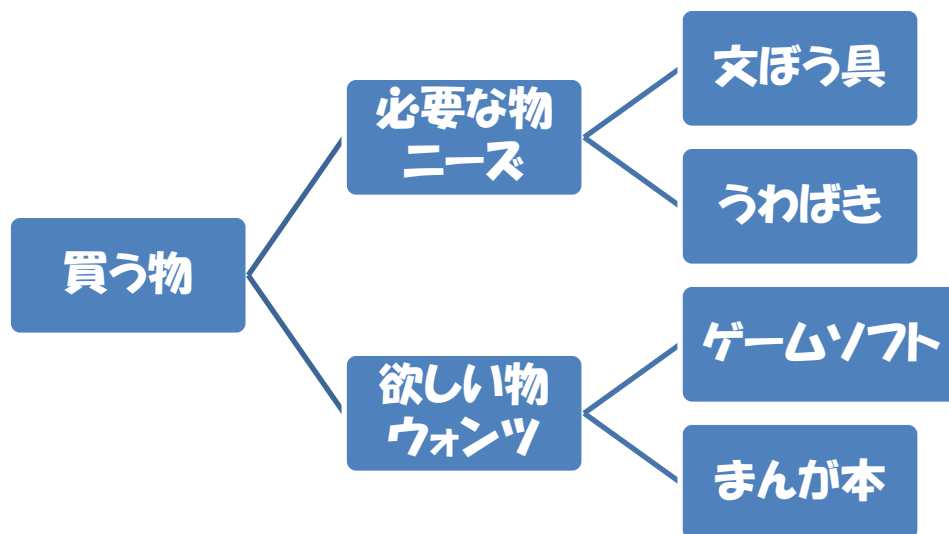 買う物
必要な物
ニーズ
文ぼう具
うわばき
欲しい物
ウォンツ
ゲームソフト
まんが本